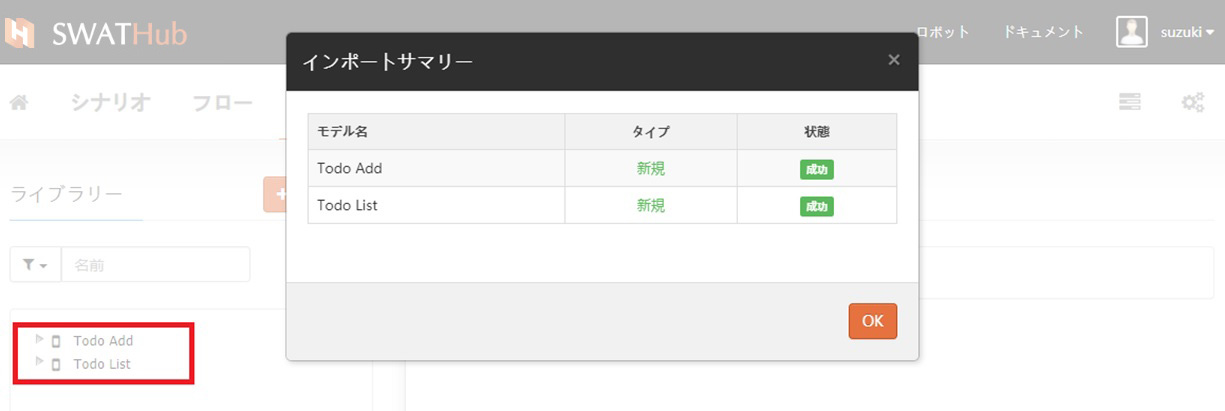 SWATHub
ロボット
ドキュメント
suzuki
インポートサマリー
×
シナリオ
フロー
モデル名 タイプ 状態
Todo Add 新規 成功
Todo List 新規 成功
ライブラリー
名前
OK
Todo Add
Todo List